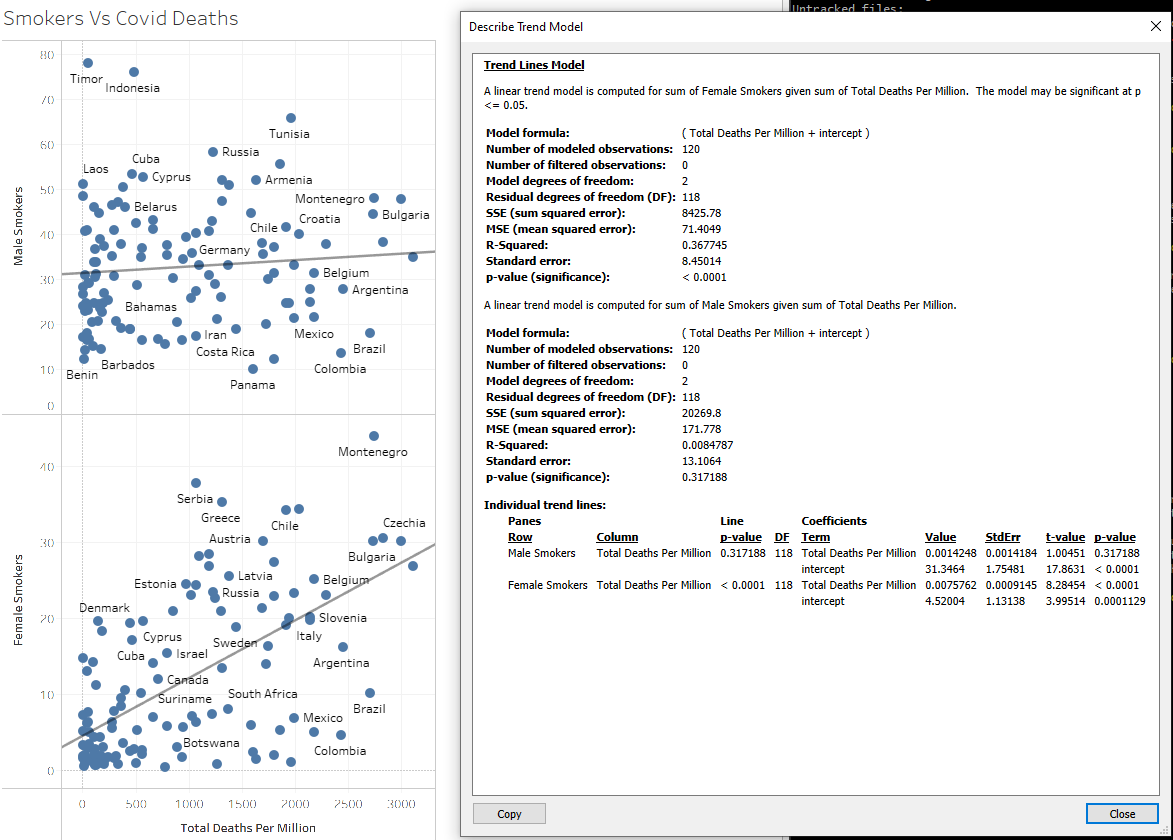 Smokers Vs Covid Deaths
80
Timor
Indonesia
70
Tunisia
60
Russia
Cuba
Laos
Cyprus
Armenia
50
Montenegro
Belarus
Croatia
Bulgaria
Chile
40
Germany
Male Smokers
30
Belgium
Argentina
Bahamas
20
Iran
Mexico
Costa Rica
Brazil
Barbados
Colombia
10
Benin
Panama
0
Montenegro
40
Serbia
Greece
Chile
Czechia
Austria
30
Bulgaria
Latvia
Belgium
Estonia
Russia
Female Smokers
Denmark
20
Slovenia
Cyprus
Italy
Sweden
Cuba
Israel
Argentina
Canada
10
South Africa
Suriname
Brazil
Mexico
Botswana
Colombia
0
0 500 1000 1500 2000 2500 3000
Total Deaths Per Million
Untracked files:
Describe Trend Model
Trend Lines Model
A linear trend model is computed for sum of Female Smokers given sum of Total Deaths Per Million.  The model may be significant at p
<= 0.05.
Model formula: ( Total Deaths Per Million + intercept )
Number of modeled observations: 120
Number of filtered observations: 0
Model degrees of freedom: 2
Residual degrees of freedom (DF): 118
SSE (sum squared error): 8425.78
MSE (mean squared error): 71.4049
R-Squared: 0.367745
Standard error: 8.45014
p-value (significance): < 0.0001
A linear trend model is computed for sum of Male Smokers given sum of Total Deaths Per Million.
Model formula: ( Total Deaths Per Million + intercept )
Number of modeled observations: 120
Number of filtered observations: 0
Model degrees of freedom: 2
Residual degrees of freedom (DF): 118
SSE (sum squared error): 20269.8
MSE (mean squared error): 171.778
R-Squared: 0.0084787
Standard error: 13.1064
p-value (significance): 0.317188
Individual trend lines:
Panes Line Coefficients
Row Column p-value DF Term Value StdErr t-value p-value
Male Smokers Total Deaths Per Million 0.317188 118 Total Deaths Per Million 0.0014248 0.0014184 1.00451 0.317188
intercept 31.3464 1.75481 17.8631 < 0.0001
Female Smokers Total Deaths Per Million < 0.0001 118 Total Deaths Per Million 0.0075762 0.0009145 8.28454 < 0.0001
intercept 4.52004 1.13138 3.99514 0.0001129
Copy
Close